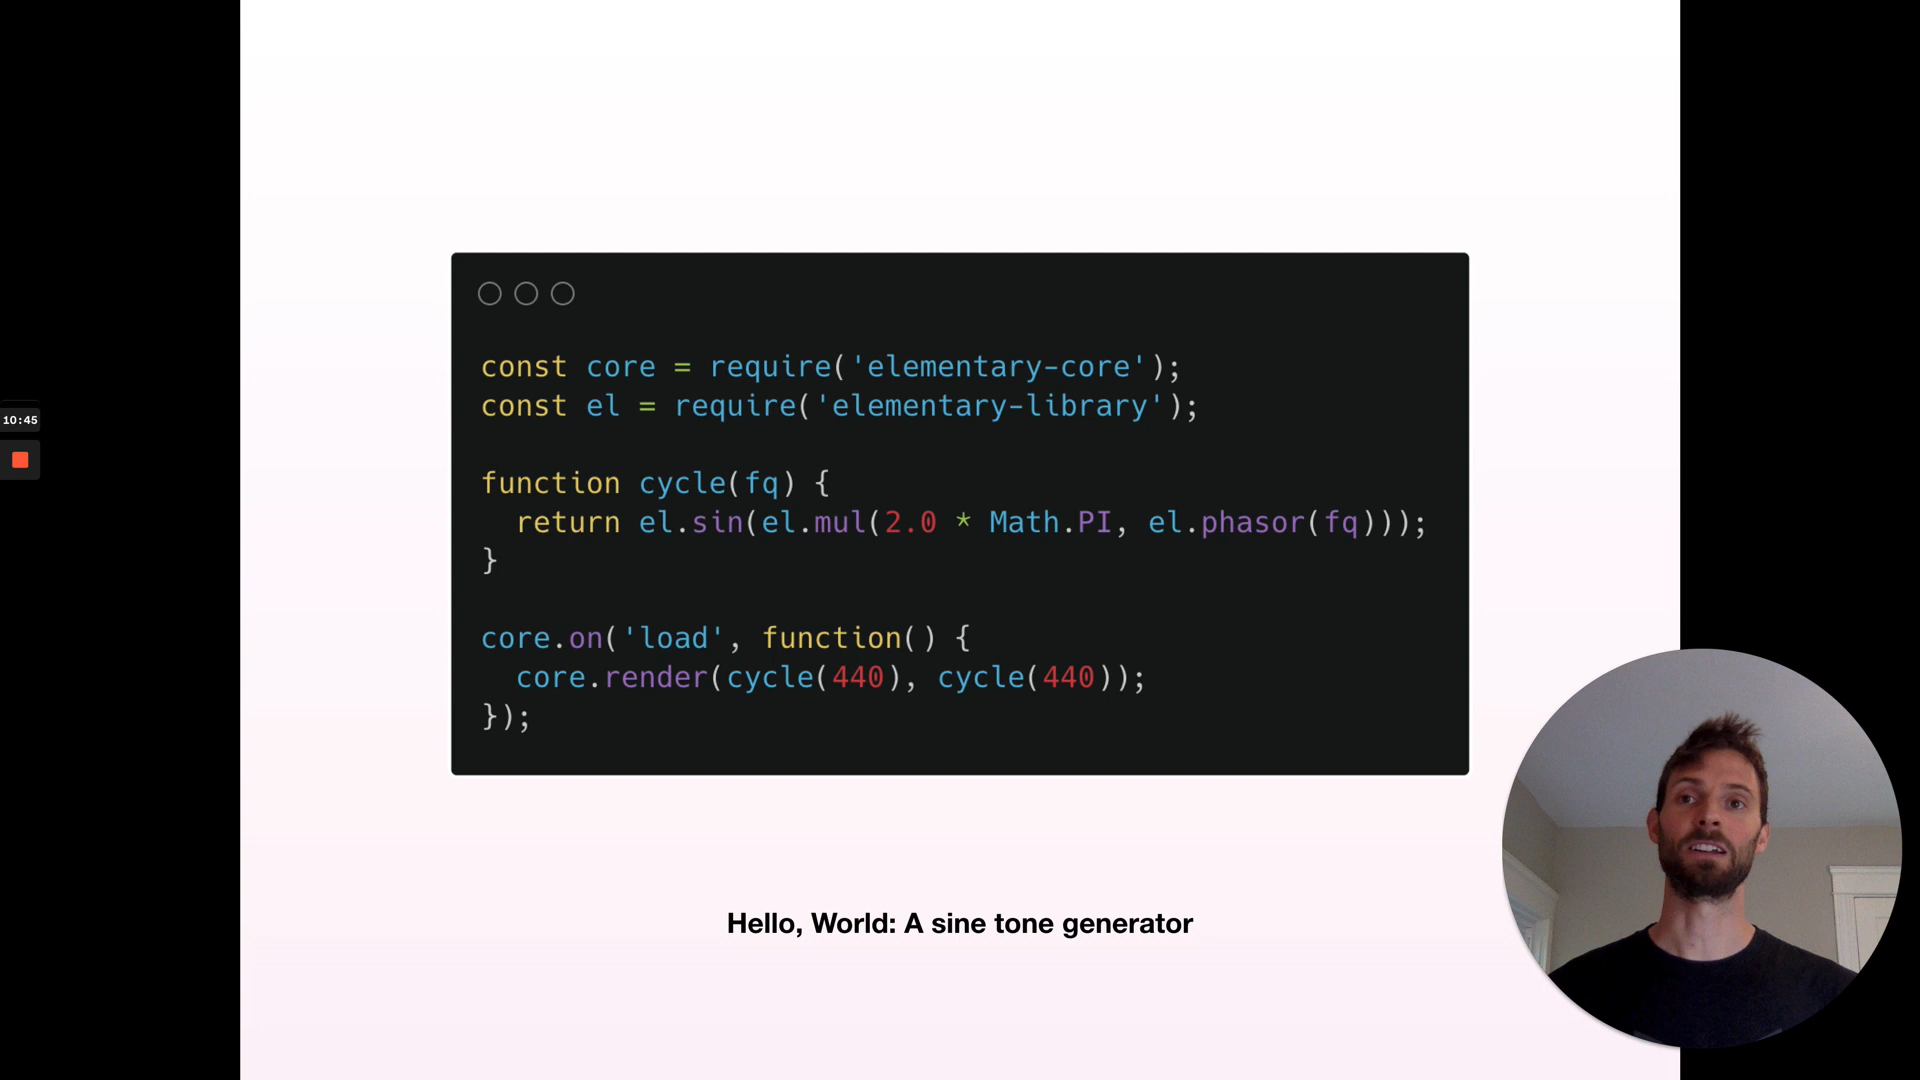 const core = require('elementary-core');
const el = require('elementary-library');
function cycle(fq) {
  return el.sin(el.mul(2.0 * Math.PI, el.phasor(fq)));
}
core.on('load', function() {
  core.render(cycle(440), cycle(440));
});
10:45
Hello, World: A sine tone generator